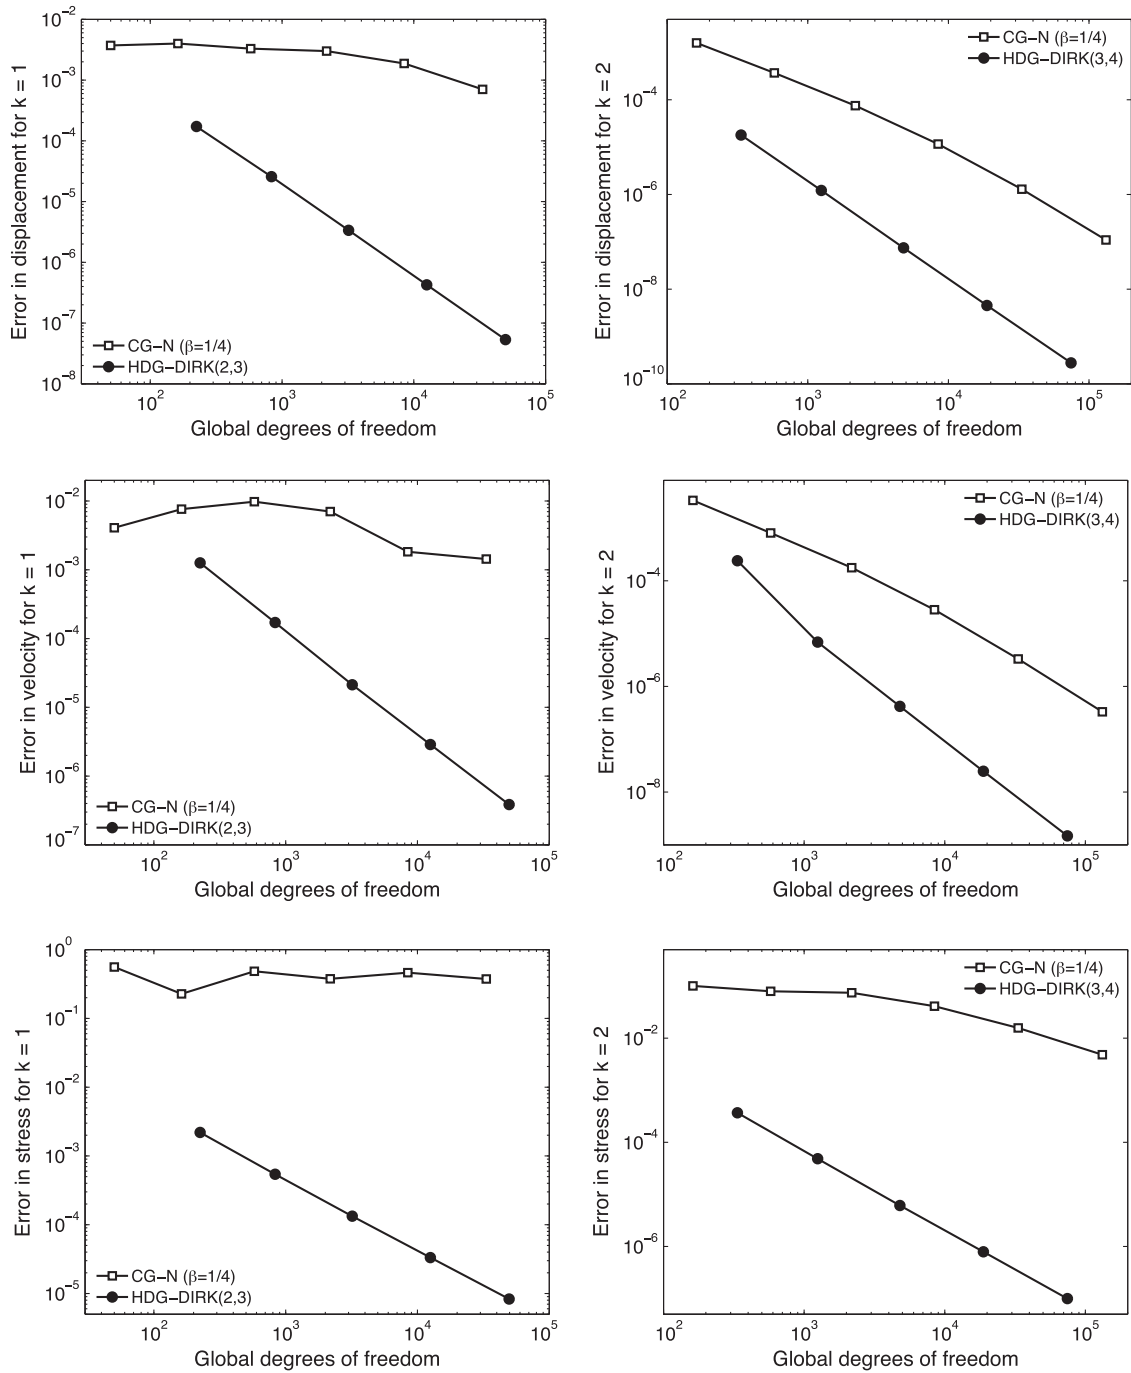 10^−2
10^−3
10^−4
10^−5
10^−6
10^−7
10^−8
Error in displacement for k = 1
CG−N (β=1/4)
HDG−DIRK(2,3)
10^2 10^3 10^4 10^5
Global degrees of freedom
10^−4
10^−6
10^−8
10^−10
Error in displacement for k = 2
CG−N (β=1/4)
HDG−DIRK(3,4)
10^2 10^3 10^4 10^5
Global degrees of freedom
10^−2
10^−3
10^−4
10^−5
10^−6
10^−7
Error in velocity for k = 1
CG−N (β=1/4)
HDG−DIRK(2,3)
10^2 10^3 10^4 10^5
Global degrees of freedom
10^−4
10^−6
10^−8
Error in velocity for k = 2
CG−N (β=1/4)
HDG−DIRK(3,4)
10^2 10^3 10^4 10^5
Global degrees of freedom
10^0
10^−1
10^−2
10^−3
10^−4
10^−5
Error in stress for k = 1
CG−N (β=1/4)
HDG−DIRK(2,3)
10^2 10^3 10^4 10^5
Global degrees of freedom
10^−2
10^−4
10^−6
Error in stress for k = 2
CG−N (β=1/4)
HDG−DIRK(3,4)
10^2 10^3 10^4 10^5
Global degrees of freedom